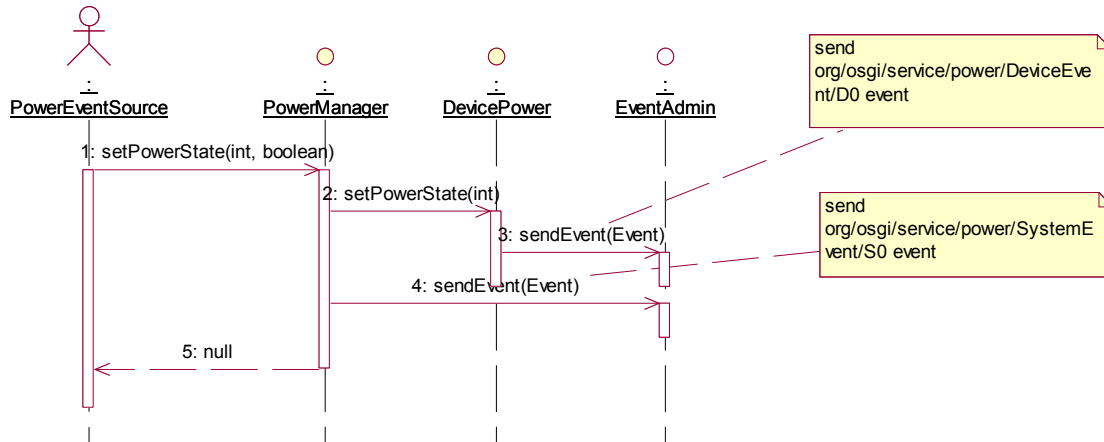 send
org/osgi/service/power/DeviceEve
nt/D0 event
:
:
:
:
PowerEventSource
PowerManager
DevicePower
EventAdmin
1: setPowerState(int, boolean)
2: setPowerState(int)
send
org/osgi/service/power/SystemE
vent/S0 event
3: sendEvent(Event)
4: sendEvent(Event)
5: null